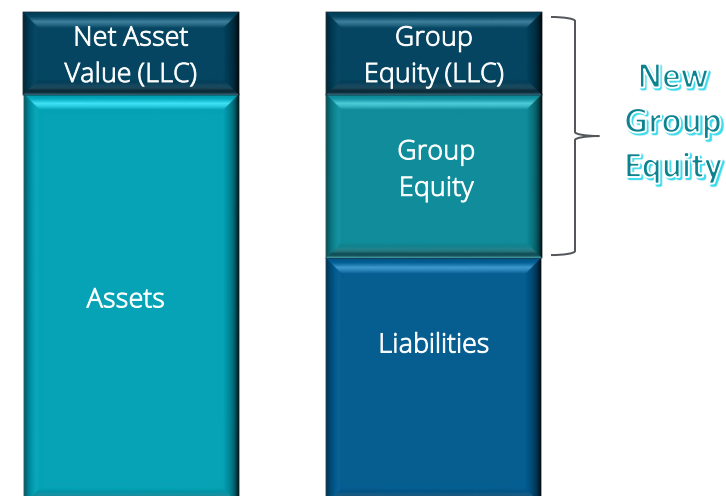 Net Asset
Value (LLC)
Assets
Group
Equity (LLC)
Group
Equity
Liabilities
New
Group
Equity